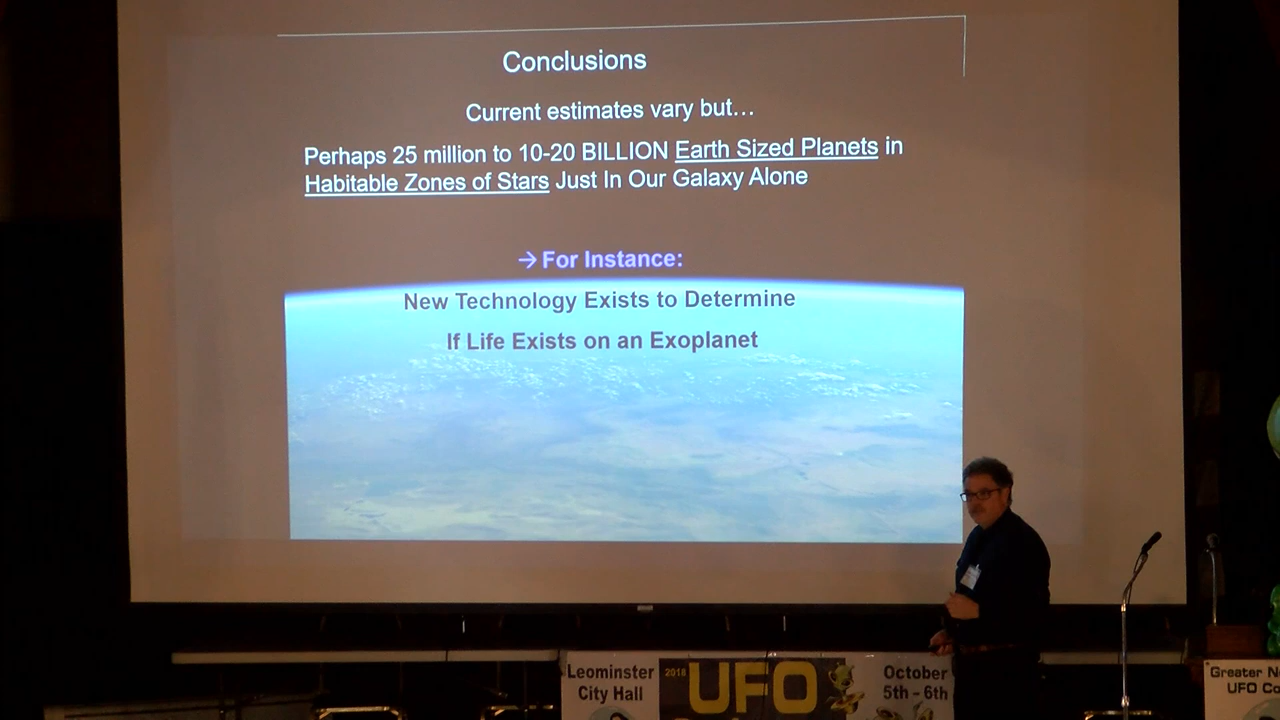 Conclusions
Current estimates vary but...
Perhaps 25 million to 10-20 BILLION Earth Sized Planets in
Habitable Zones of Stars Just In Our Galaxy Alone
→ For Instance:
New Technology Exists to Determine
If Life Exists on an Exoplanet
Leominster
City Hall
2018
UFO
October
5th - 6th
Greater
UFO